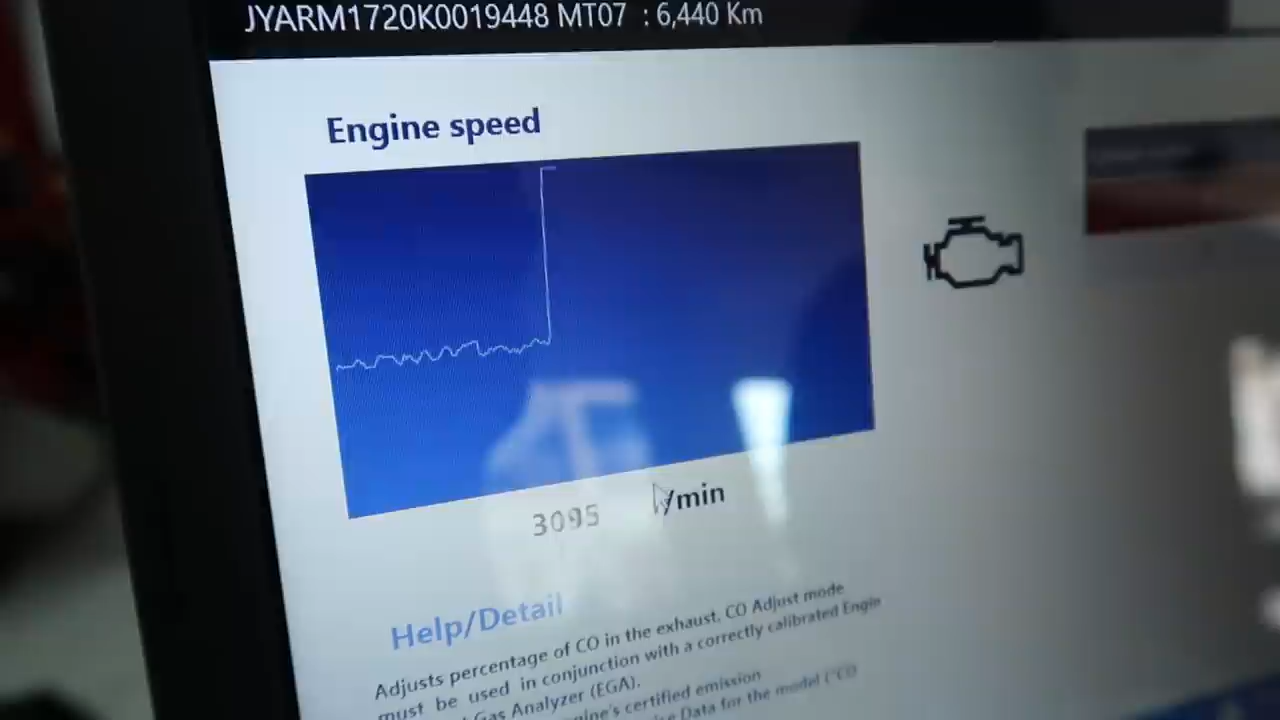 JYARM1720K0019448 MT07 : 6,440 Km
Engine speed
3095 /min
Help/Detail
Adjusts percentage of CO in the exhaust. CO Adjust mode
must be used in conjunction with a correctly calibrated Engin
Gas Analyzer (EGA).
gine's certified emission
Data for the model ("CO